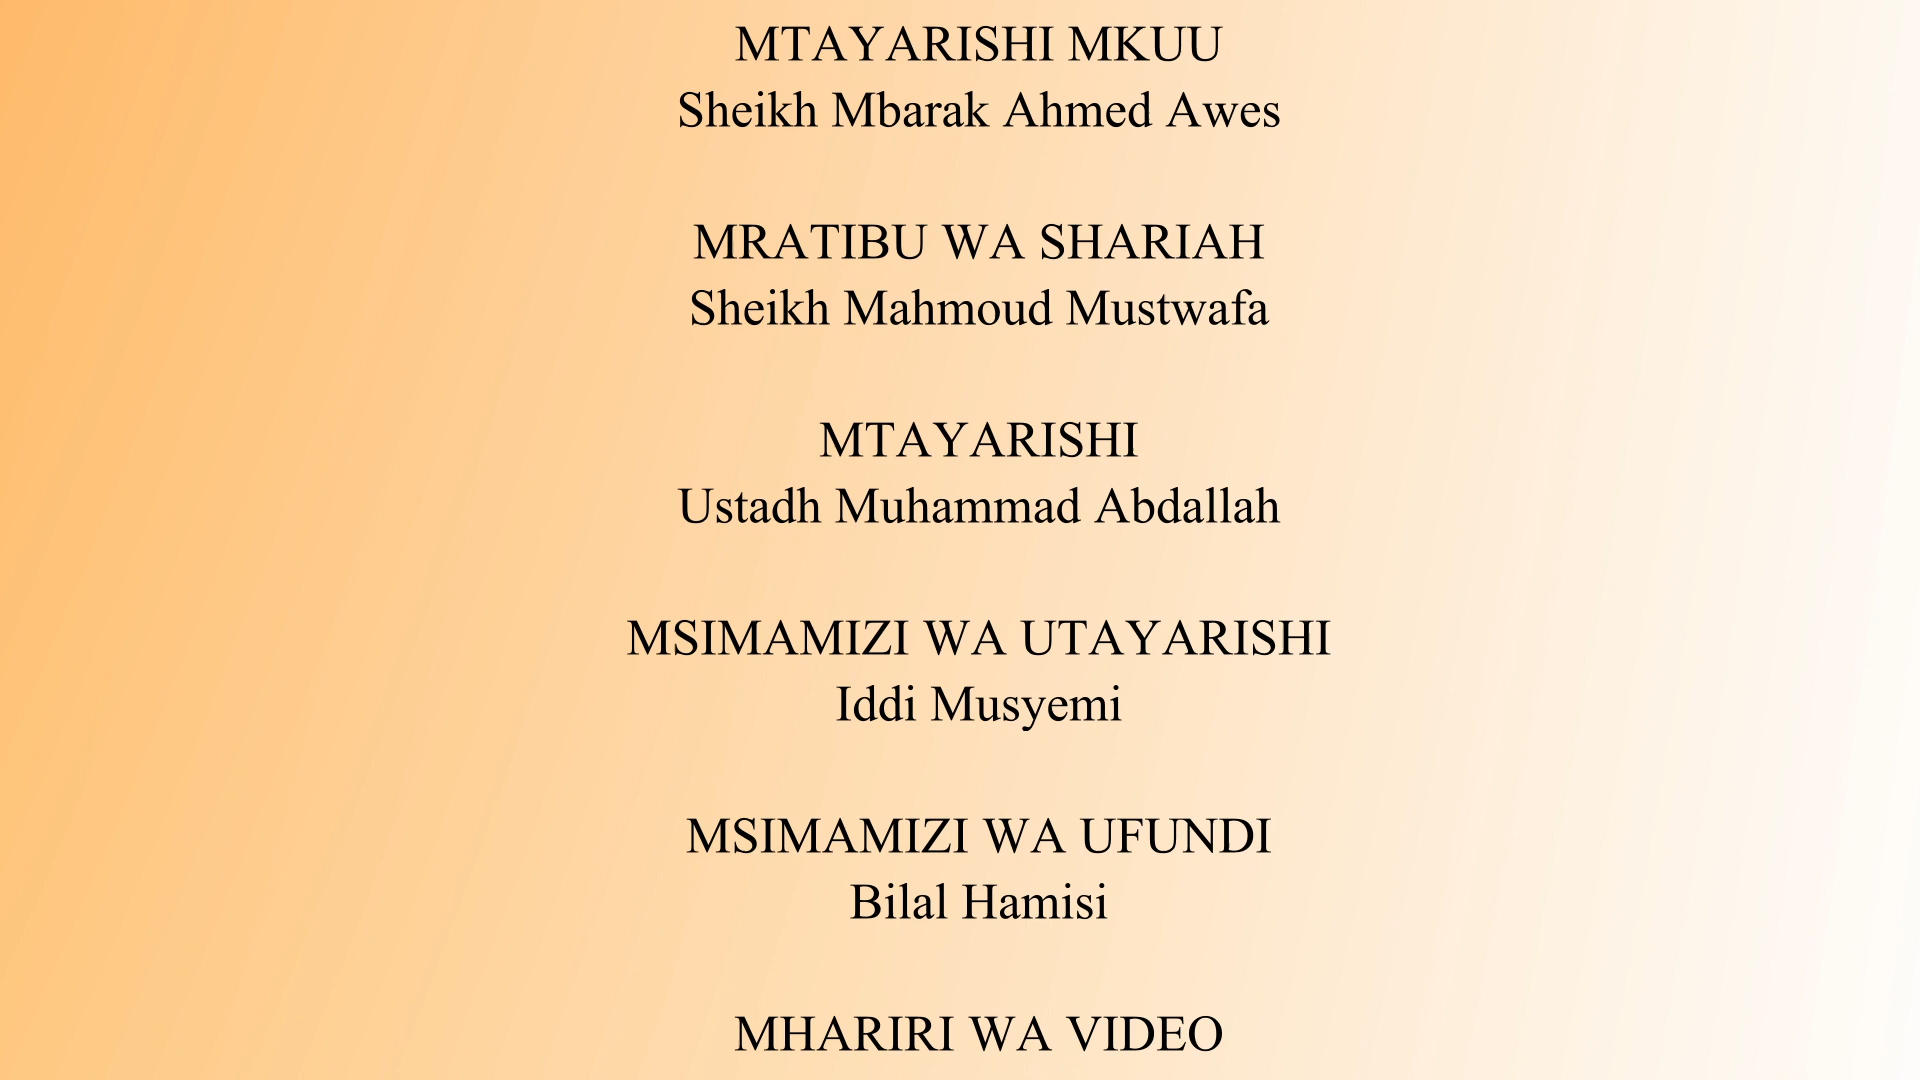 MTAYARISHI MKUU
Sheikh Mbarak Ahmed Awes
MRATIBU WA SHARIAH
Sheikh Mahmoud Mustwafa
MTAYARISHI
Ustadh Muhammad Abdallah
MSIMAMIZI WA UTAYARISHI
Iddi Musyemi
MSIMAMIZI WA UFUNDI
Bilal Hamisi
MHARIRI WA VIDEO